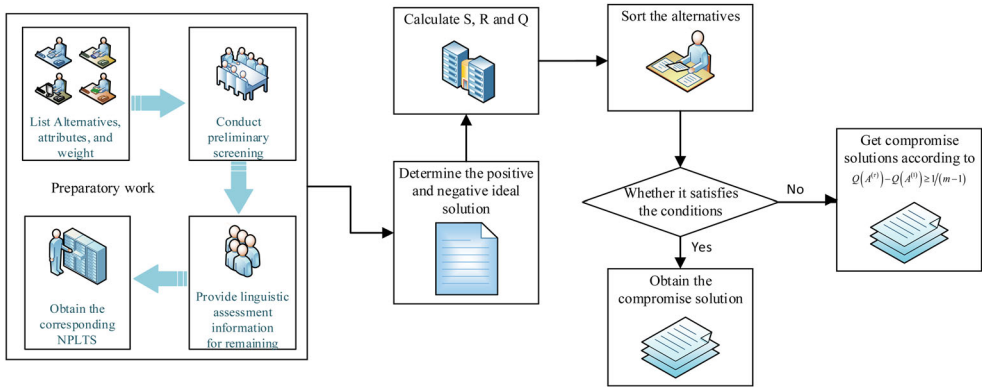 List Alternatives,
attributes, and
weight
Conduct
preliminary
screening
Preparatory work
Obtain the
corresponding
NPLTS
Provide linguistic
assessment
information
for remaining
Calculate S, R and Q
Determine the positive
and negative ideal
solution
Sort the alternatives
Whether it satisfies
the conditions
No
Yes
Get compromise
solutions according to
Q(A⁽ʳ⁾)−Q(A⁽ˡ⁾)≥1/(m−1)
Obtain the
compromise solution